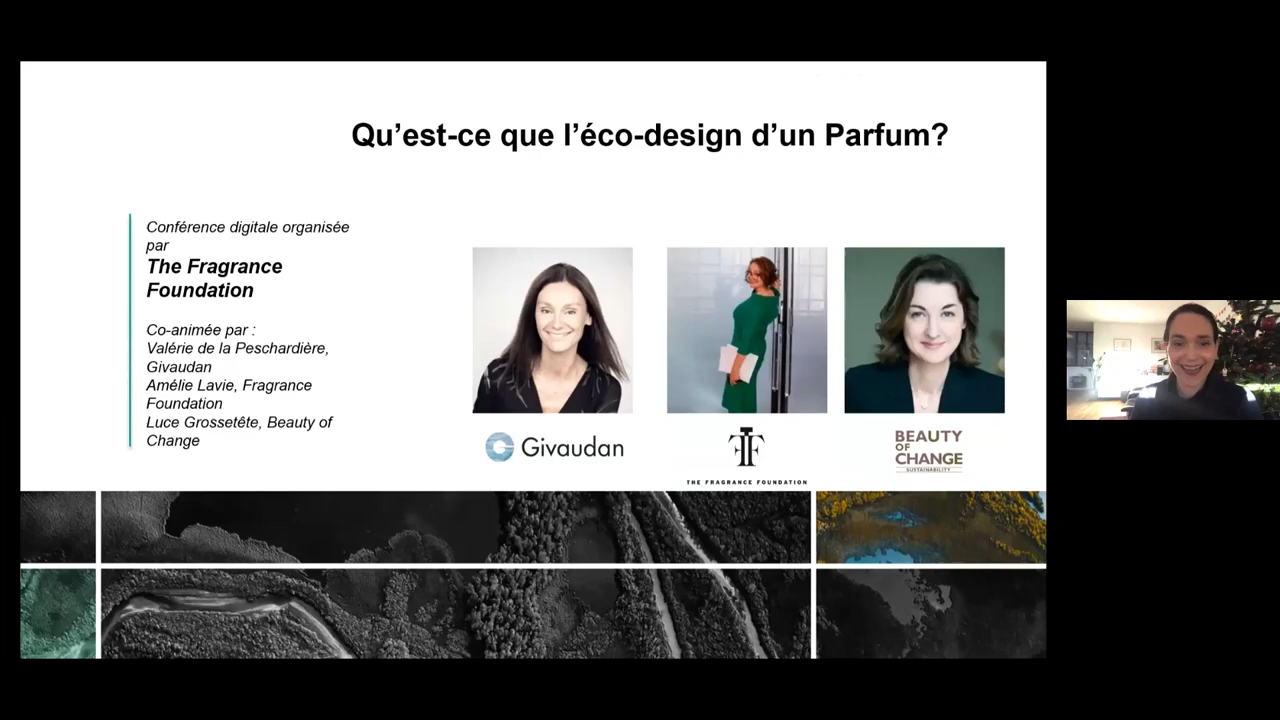 Qu’est-ce que l’éco-design d’un Parfum?
Conférence digitale organisée
par
The Fragrance
Foundation
Co-animée par :
Valérie de la Peschardière,
Givaudan
Amélie Lavie, Fragrance
Foundation
Luce Grossetête, Beauty of
Change
Givaudan
THE FRAGRANCE FOUNDATION
BEAUTY
OF
CHANGE
SUSTAINABILITY